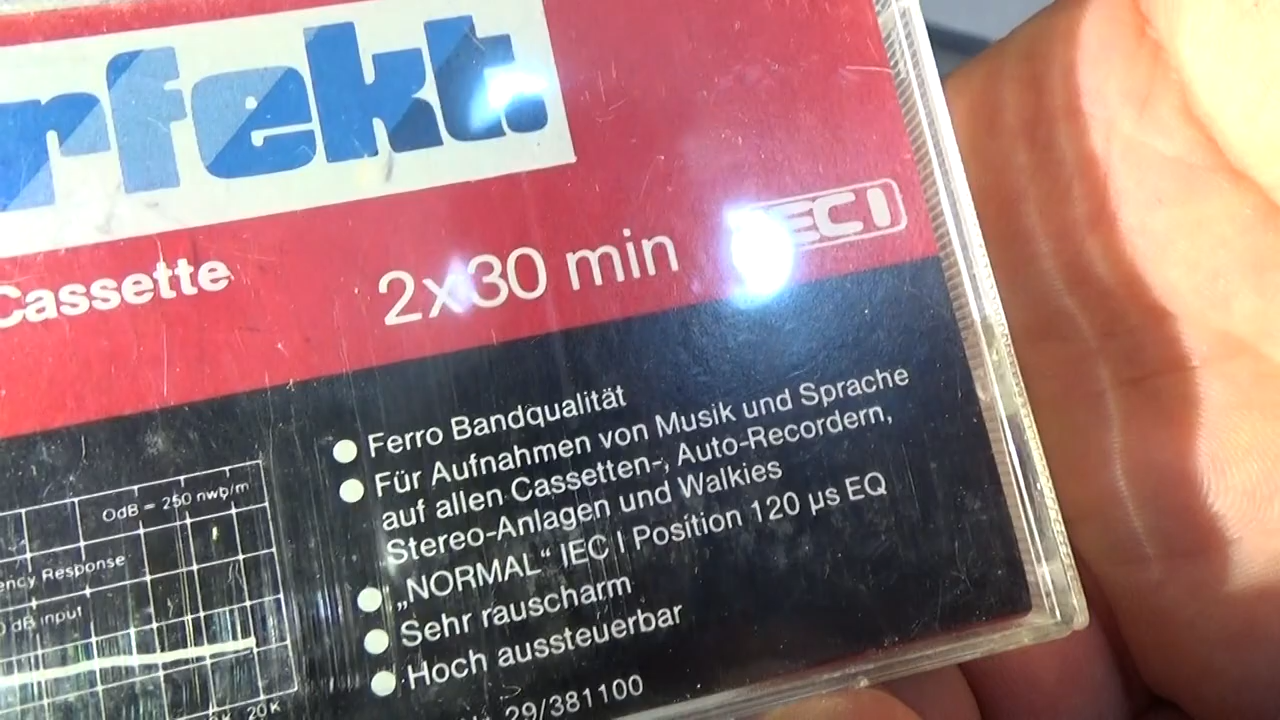 rfekt.
Cassette
2x30 min
IEC I
Ferro Bandqualität
Für Aufnahmen von Musik und Sprache
auf allen Cassetten-, Auto-Recordern,
Stereo-Anlagen und Walkies
„NORMAL“ IEC I Position 120 µs EQ
Sehr rauscharm
Hoch aussteuerbar
29/381100
0dB = 250 nwb/m
ency Response
0 dB input
20K